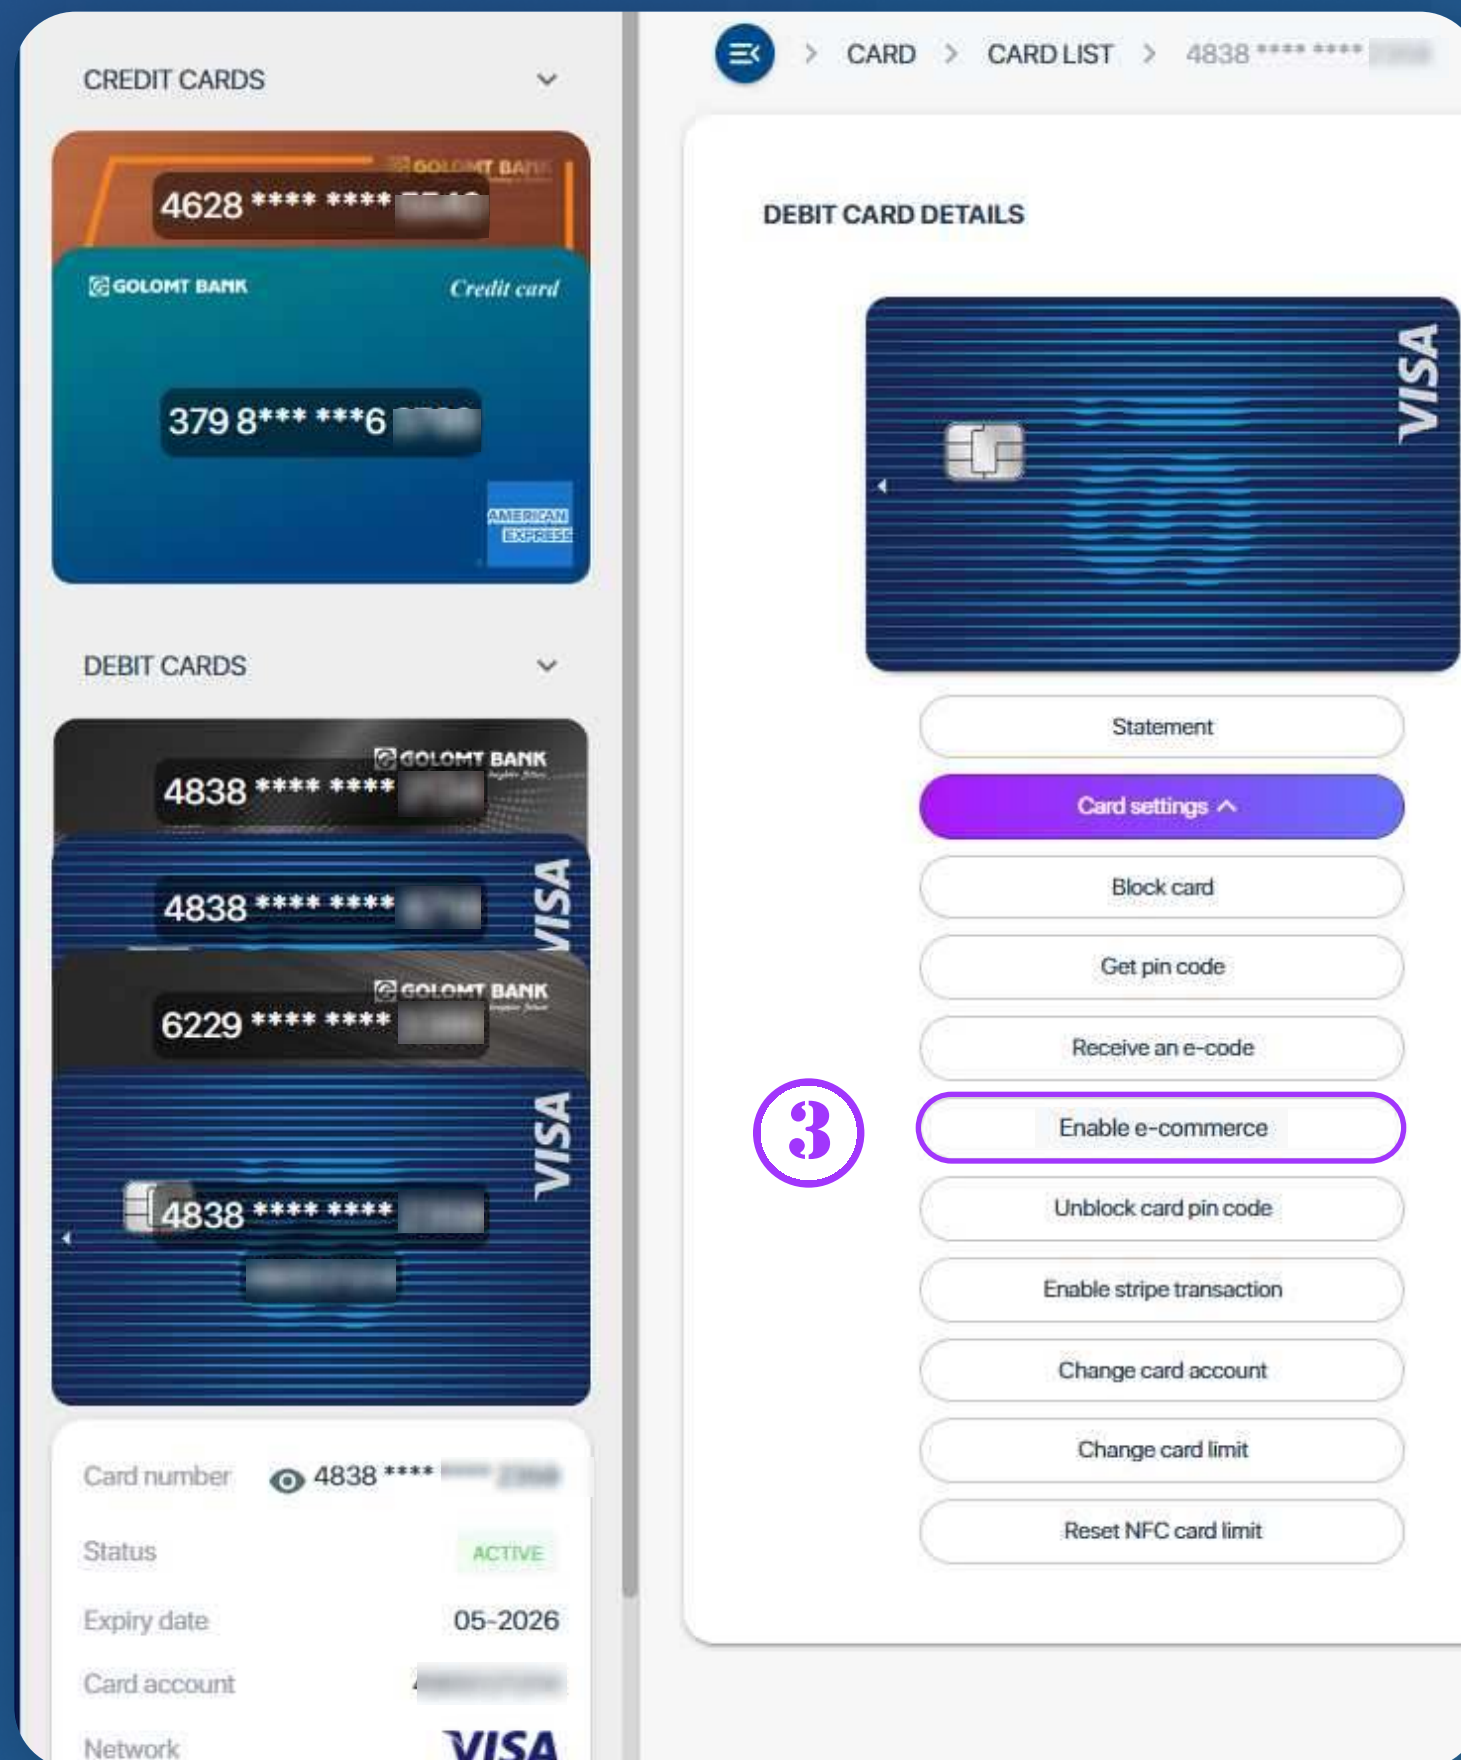 CREDIT CARDS
GOLOMT BANK
4628 **** ****
GOLOMT BANK Credit card
379 8*** ***6
AMERICAN
EXPRESS
DEBIT CARDS
GOLOMT BANK
4838 **** ****
4838 **** ****
VISA
GOLOMT BANK
6229 **** ****
VISA
4838 **** ****
Card number 4838 ****
Status ACTIVE
Expiry date 05-2026
Card account
Network VISA
> CARD > CARD LIST > 4838 **** ****
DEBIT CARD DETAILS
VISA
Statement
Card settings
Block card
Get pin code
Receive an e-code
3 Enable e-commerce
Unblock card pin code
Enable stripe transaction
Change card account
Change card limit
Reset NFC card limit